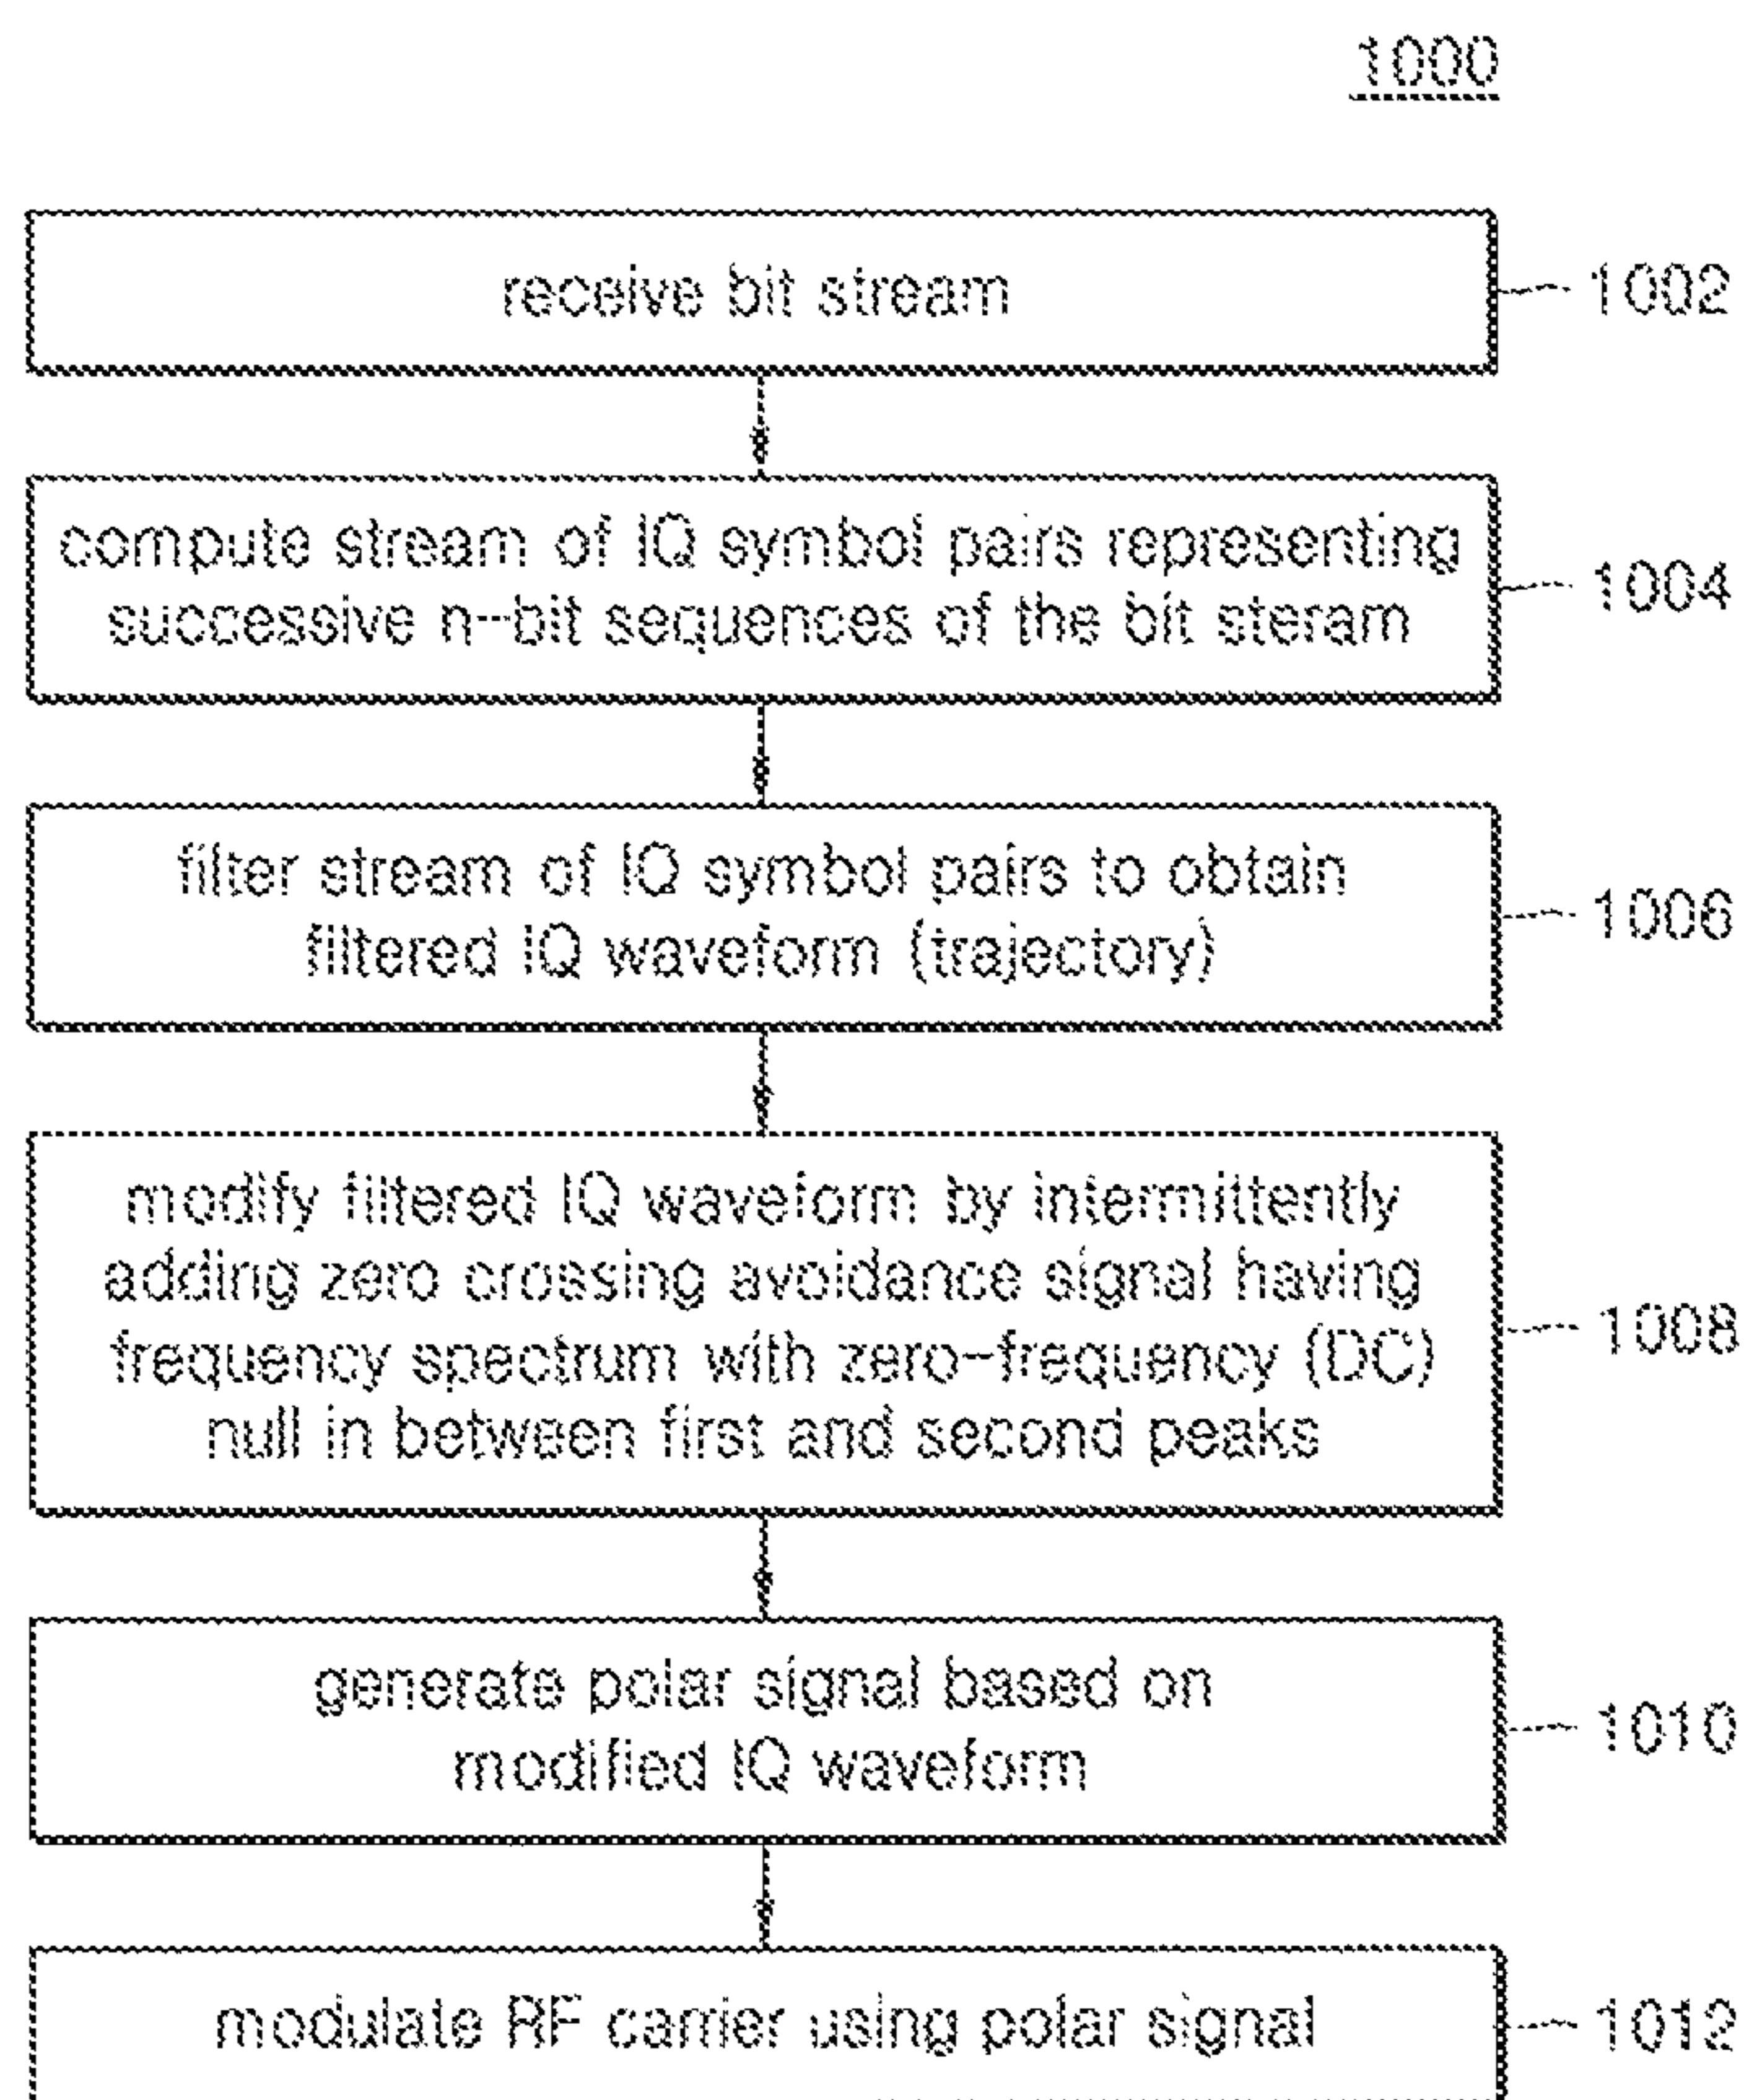 1000
receive bit stream
1002
compute stream of IQ symbol pairs representing
successive n-bit sequences of the bit steram
1004
filter stream of IQ symbol pairs to obtain
filtered IQ waveform (trajectory)
1006
modify filtered IQ waveform by intermittently
adding zero crossing avoidance signal having
frequency spectrum with zero-frequency (DC)
null in between first and second peaks
1008
generate polar signal based on
modified IQ waveform
1010
modulate RF carrier using polar signal
1012